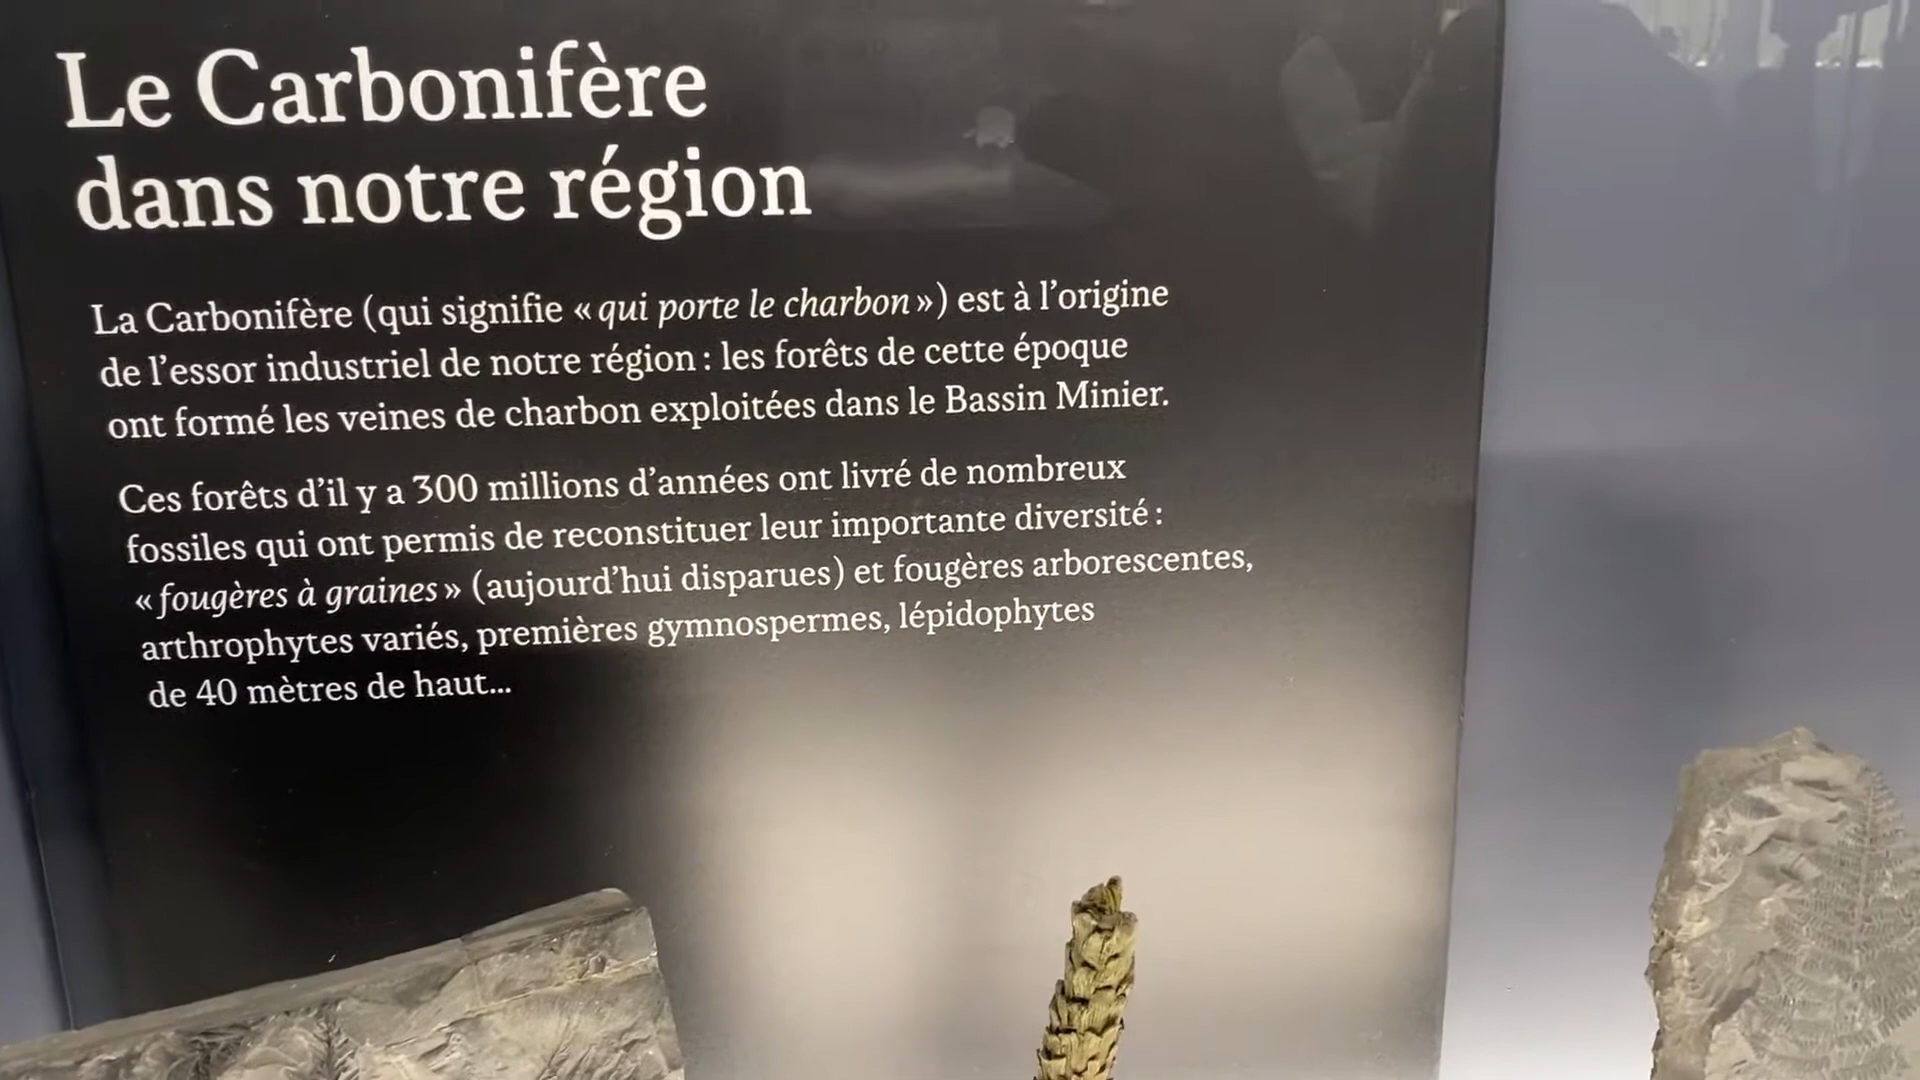 Le Carbonifère
dans notre région
La Carbonifère (qui signifie « qui porte le charbon ») est à l’origine
de l’essor industriel de notre région : les forêts de cette époque
ont formé les veines de charbon exploitées dans le Bassin Minier.
Ces forêts d’il y a 300 millions d’années ont livré de nombreux
fossiles qui ont permis de reconstituer leur importante diversité :
« fougères à graines » (aujourd’hui disparues) et fougères arborescentes,
arthrophytes variés, premières gymnospermes, lépidophytes
de 40 mètres de haut...